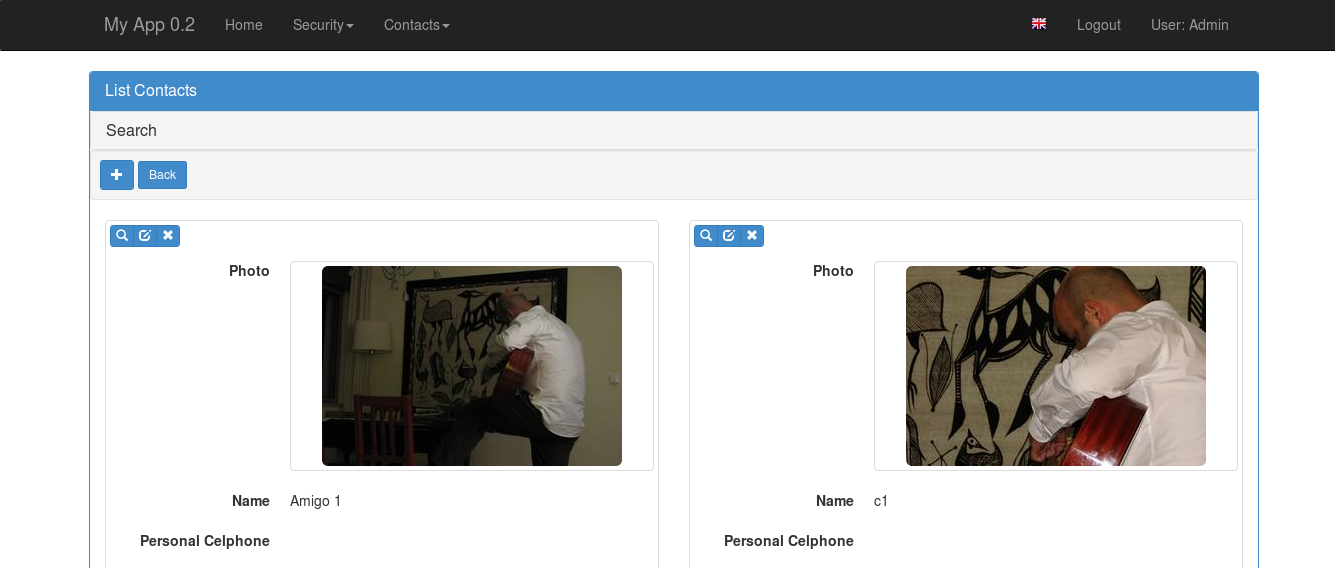 My App 0.2 Home Security Contacts Logout User: Admin
List Contacts
Search
Back
Photo Photo
Name Amigo 1 Name c1
Personal Celphone Personal Celphone